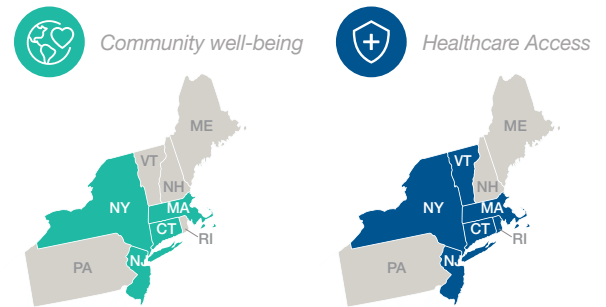 Community well-being
ME
VT
NH
NY
MA
CT
RI
PA
NJ
Healthcare Access
ME
VT
NH
NY
MA
CT
RI
PA
NJ